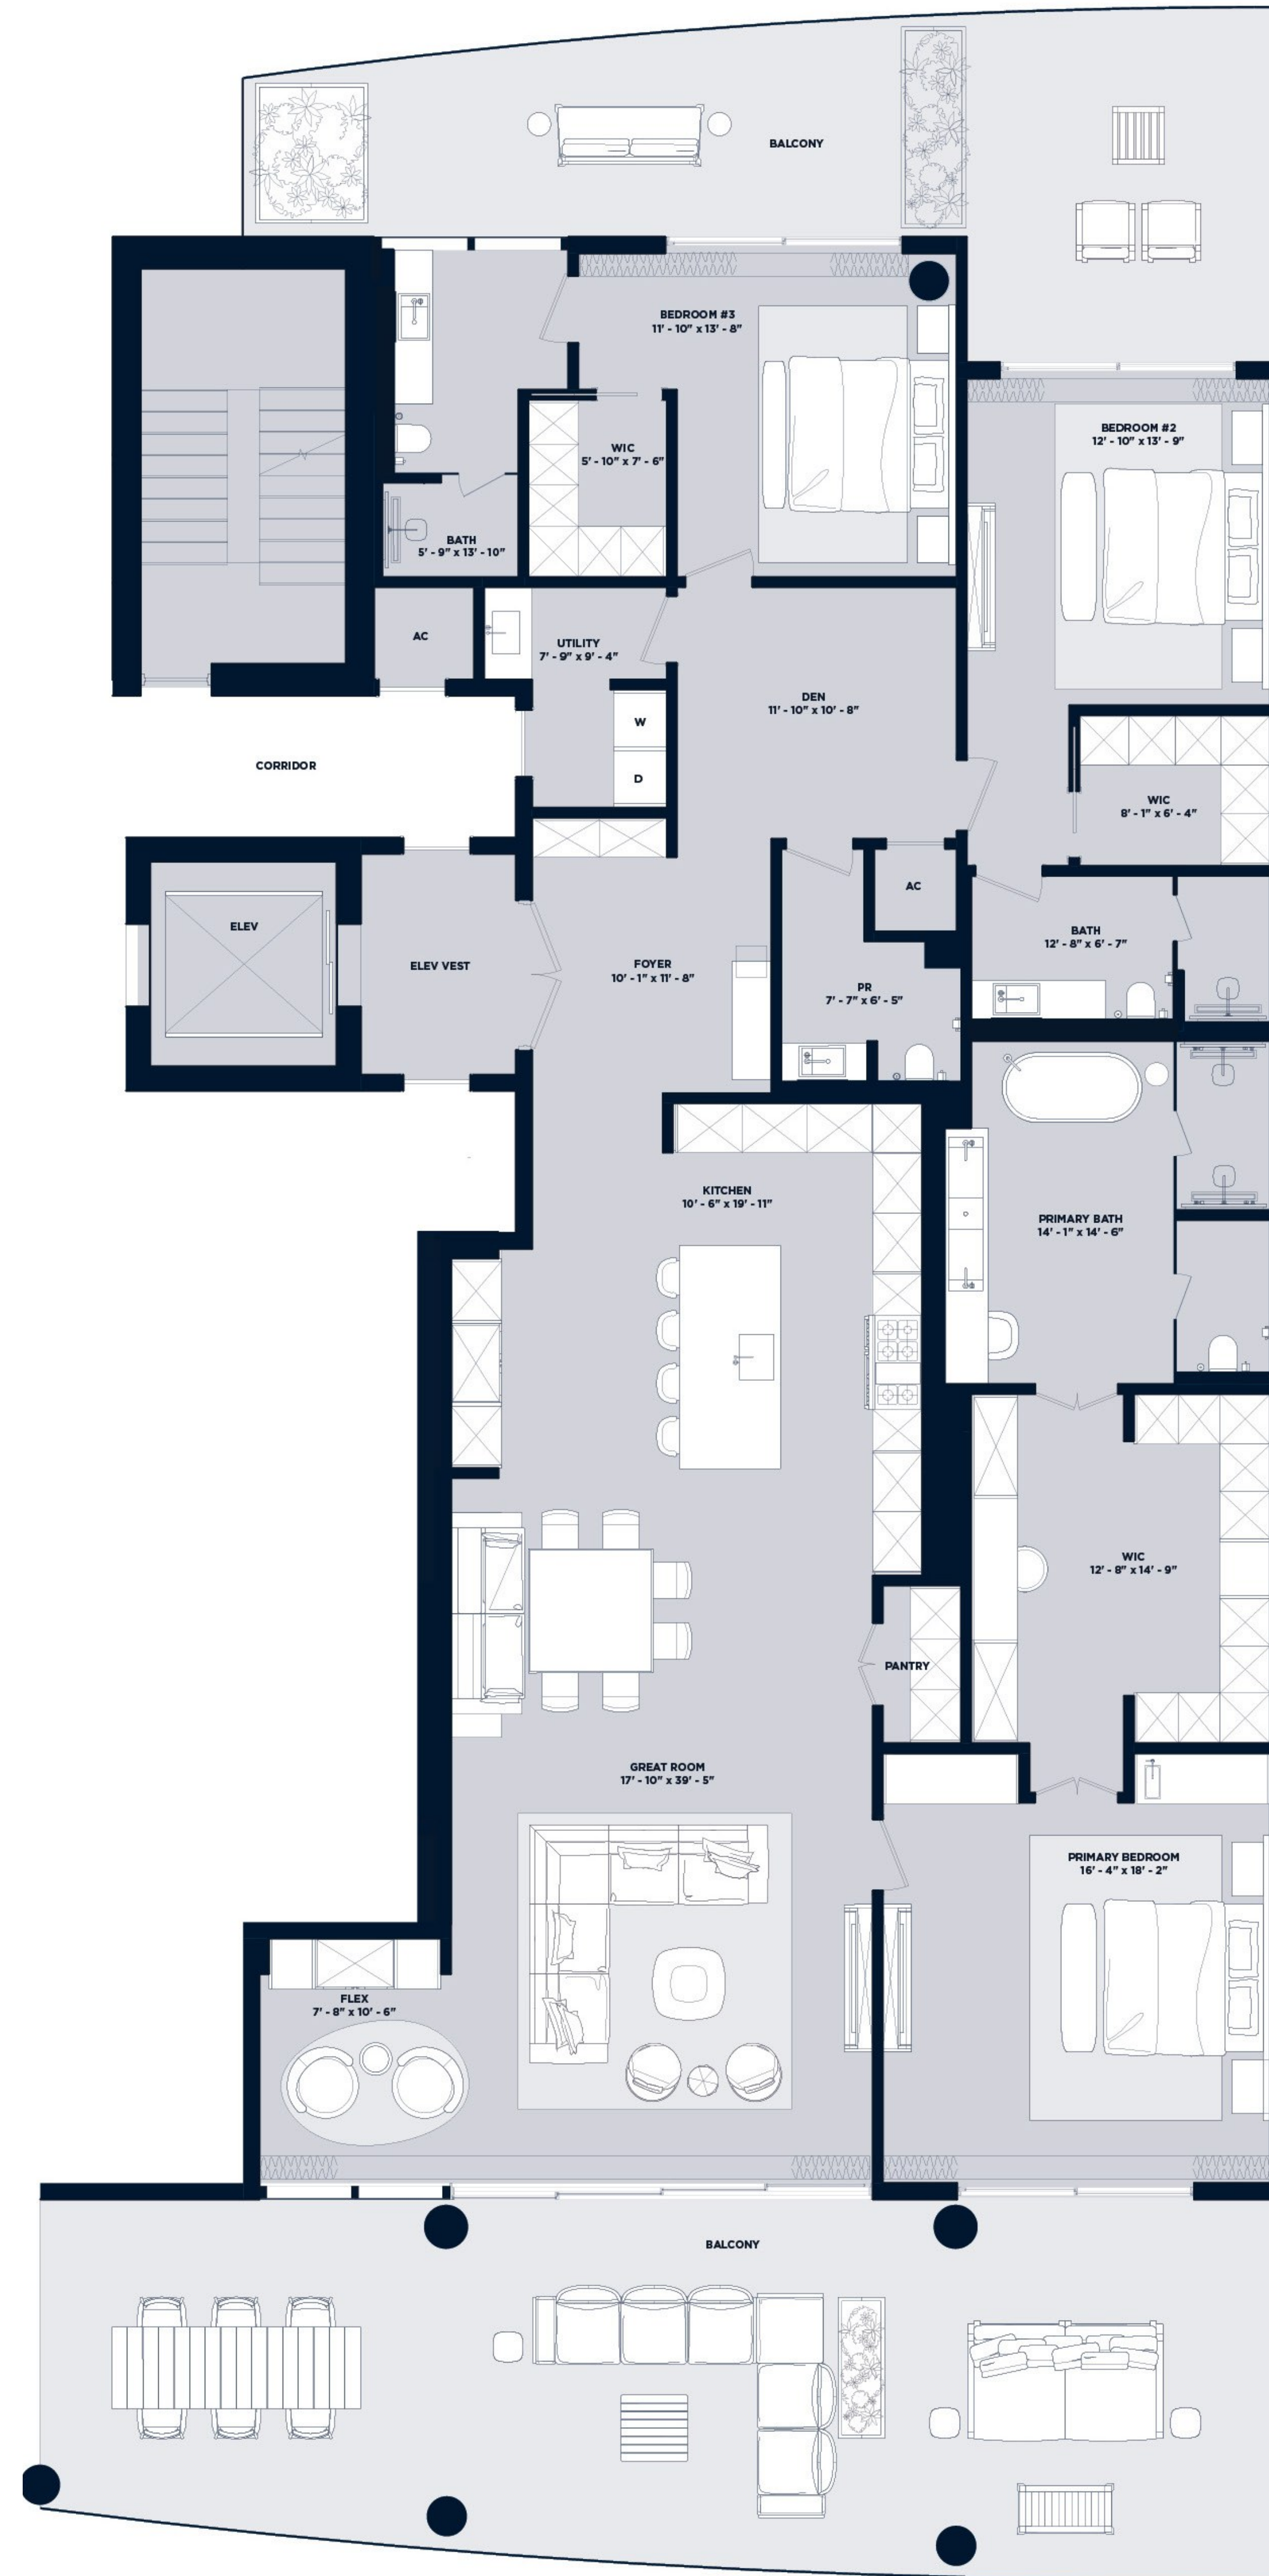 BALCONY
BEDROOM #3
11' - 10" x 13' - 8"
BEDROOM #2
12' - 10" x 13' - 9"
WIC
5' - 10" x 7' - 6"
BATH
5' - 9" x 13' - 10"
AC
UTILITY
7' - 9" x 9' - 4"
DEN
11' - 10" x 10' - 8"
W
D
CORRIDOR
WIC
8' - 1" x 6' - 4"
AC
ELEV
BATH
12' - 8" x 6' - 7"
ELEV VEST
FOYER
10' - 1" x 11' - 8"
PR
7' - 7" x 6' - 5"
KITCHEN
10' - 6" x 19' - 11"
PRIMARY BATH
14' - 1" x 14' - 6"
WIC
12' - 8" x 14' - 9"
PANTRY
GREAT ROOM
17' - 10" x 39' - 5"
PRIMARY BEDROOM
16' - 4" x 18' - 2"
FLEX
7' - 8" x 10' - 6"
BALCONY